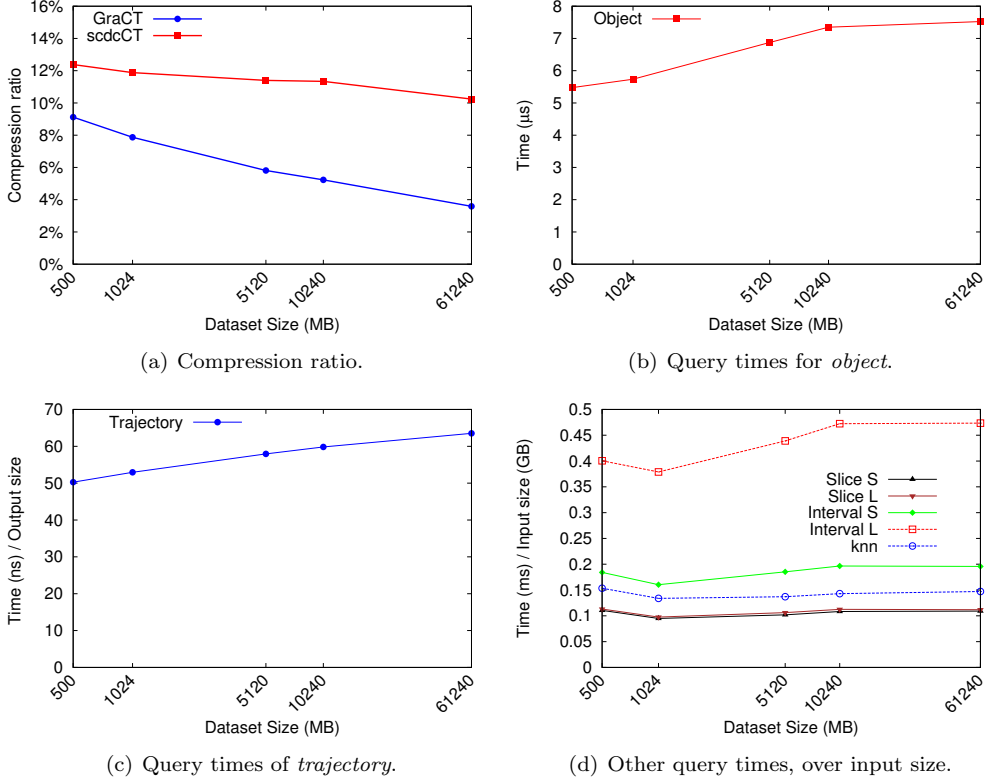 GraCT
scdcCT
16%
14%
12%
10%
8%
6%
4%
2%
0%
Compression ratio
500
1024
5120
10240
61240
Dataset Size (MB)
(a) Compression ratio.
Object
8
7
6
5
4
3
2
1
0
Time (µs)
500
1024
5120
10240
61240
Dataset Size (MB)
(b) Query times for object.
Trajectory
70
60
50
40
30
20
10
0
Time (ns) / Output size
500
1024
5120
10240
61240
Dataset Size (MB)
(c) Query times of trajectory.
0.5
0.45
0.4
0.35
0.3
0.25
0.2
0.15
0.1
0.05
0
Time (ms) / Input size (GB)
Slice S
Slice L
Interval S
Interval L
knn
500
1024
5120
10240
61240
Dataset Size (MB)
(d) Other query times, over input size.